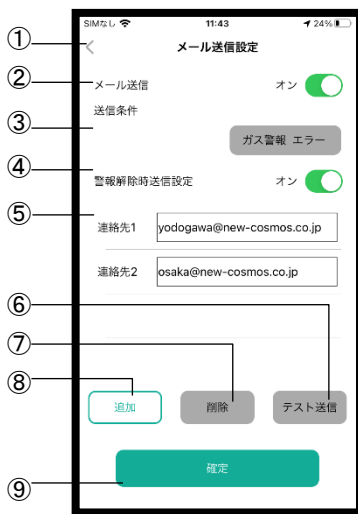 SIMなし 11:43 24%
① メール送信設定
② メール送信 オン
送信条件
③ ガス警報 エラー
④ 警報解除時送信設定 オン
⑤ 連絡先1 yodogawa@new-cosmos.co.jp
連絡先2 osaka@new-cosmos.co.jp
⑥
⑦
⑧ 追加 削除 テスト送信
⑨ 確定